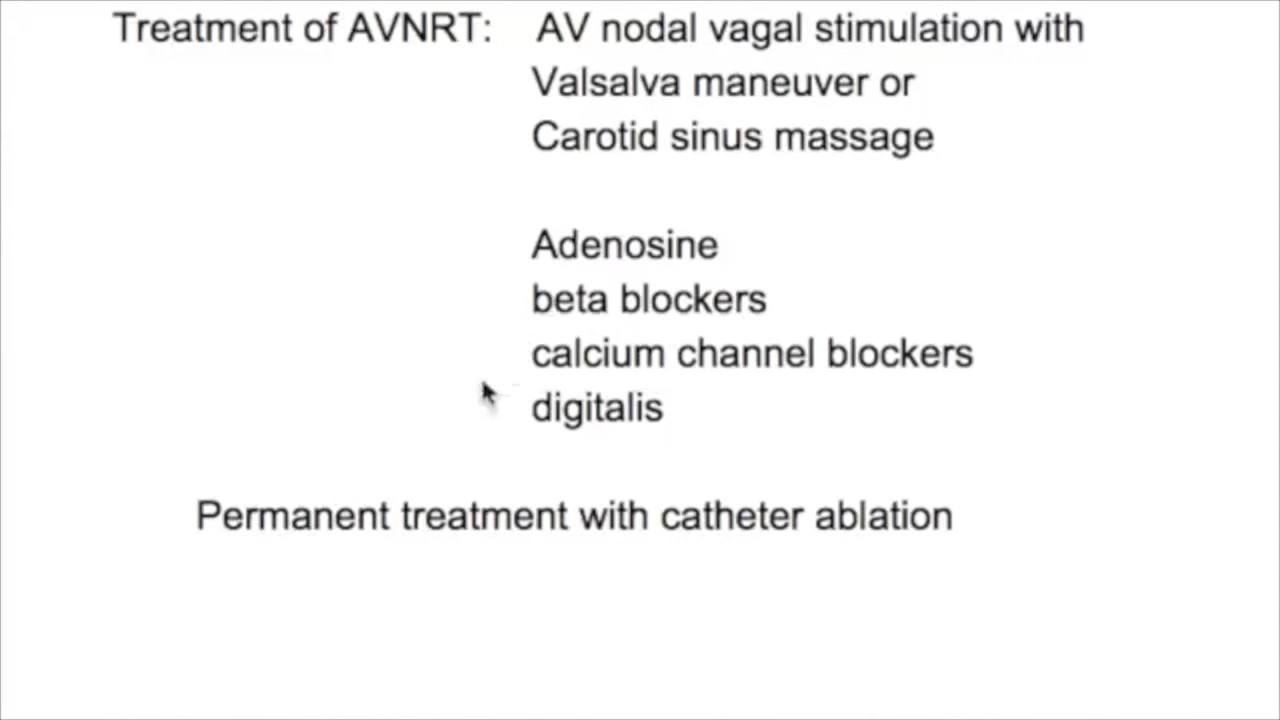 Treatment of AVNRT: AV nodal vagal stimulation with
Valsalva maneuver or
Carotid sinus massage
Adenosine
beta blockers
calcium channel blockers
digitalis
Permanent treatment with catheter ablation